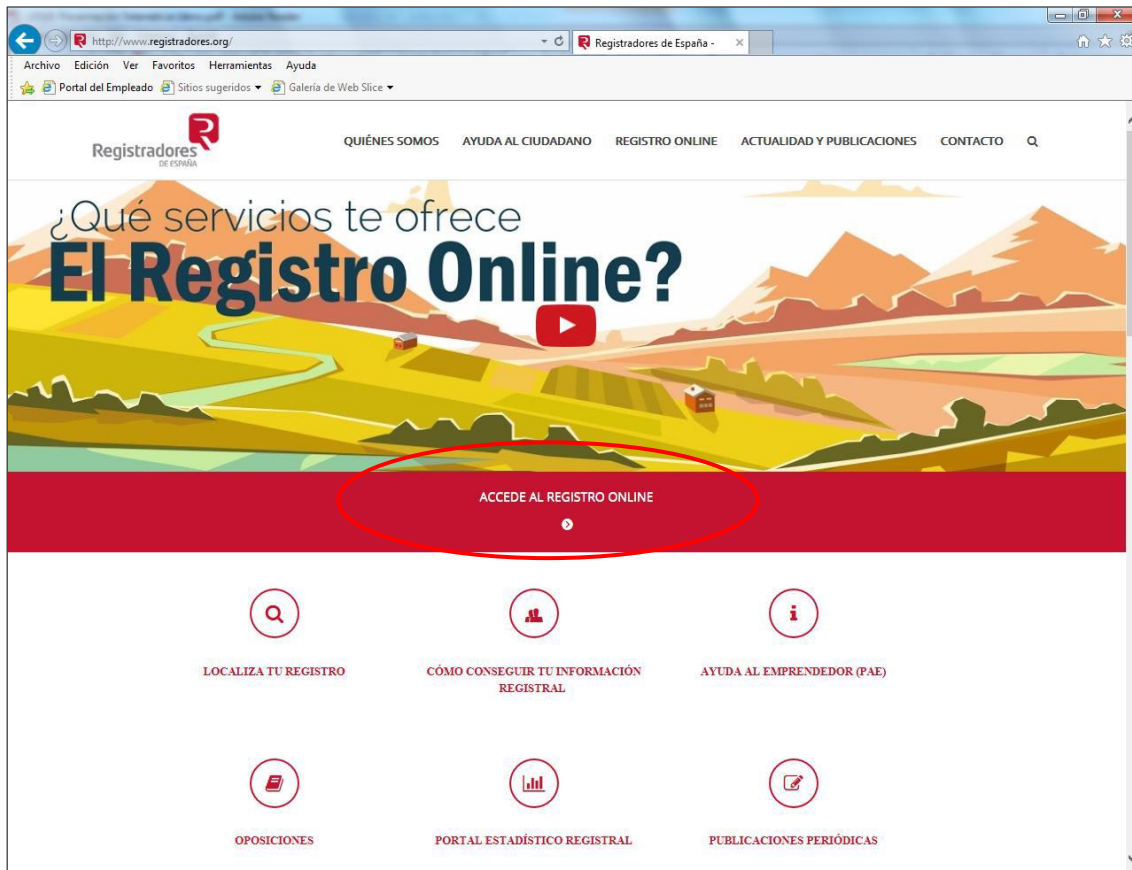 http://www.registradores.org/
Registradores de España -
Archivo Edición Ver Favoritos Herramientas Ayuda
Portal del Empleado Sitios sugeridos Galería de Web Slice
Registradores
DE ESPAÑA
QUIÉNES SOMOS AYUDA AL CIUDADANO REGISTRO ONLINE ACTUALIDAD Y PUBLICACIONES CONTACTO
¿Qué servicios te ofrece
El Registro Online?
ACCEDE AL REGISTRO ONLINE
LOCALIZA TU REGISTRO
CÓMO CONSEGUIR TU INFORMACIÓN
REGISTRAL
AYUDA AL EMPRENDEDOR (PAE)
OPOSICIONES
PORTAL ESTADÍSTICO REGISTRAL
PUBLICACIONES PERIÓDICAS